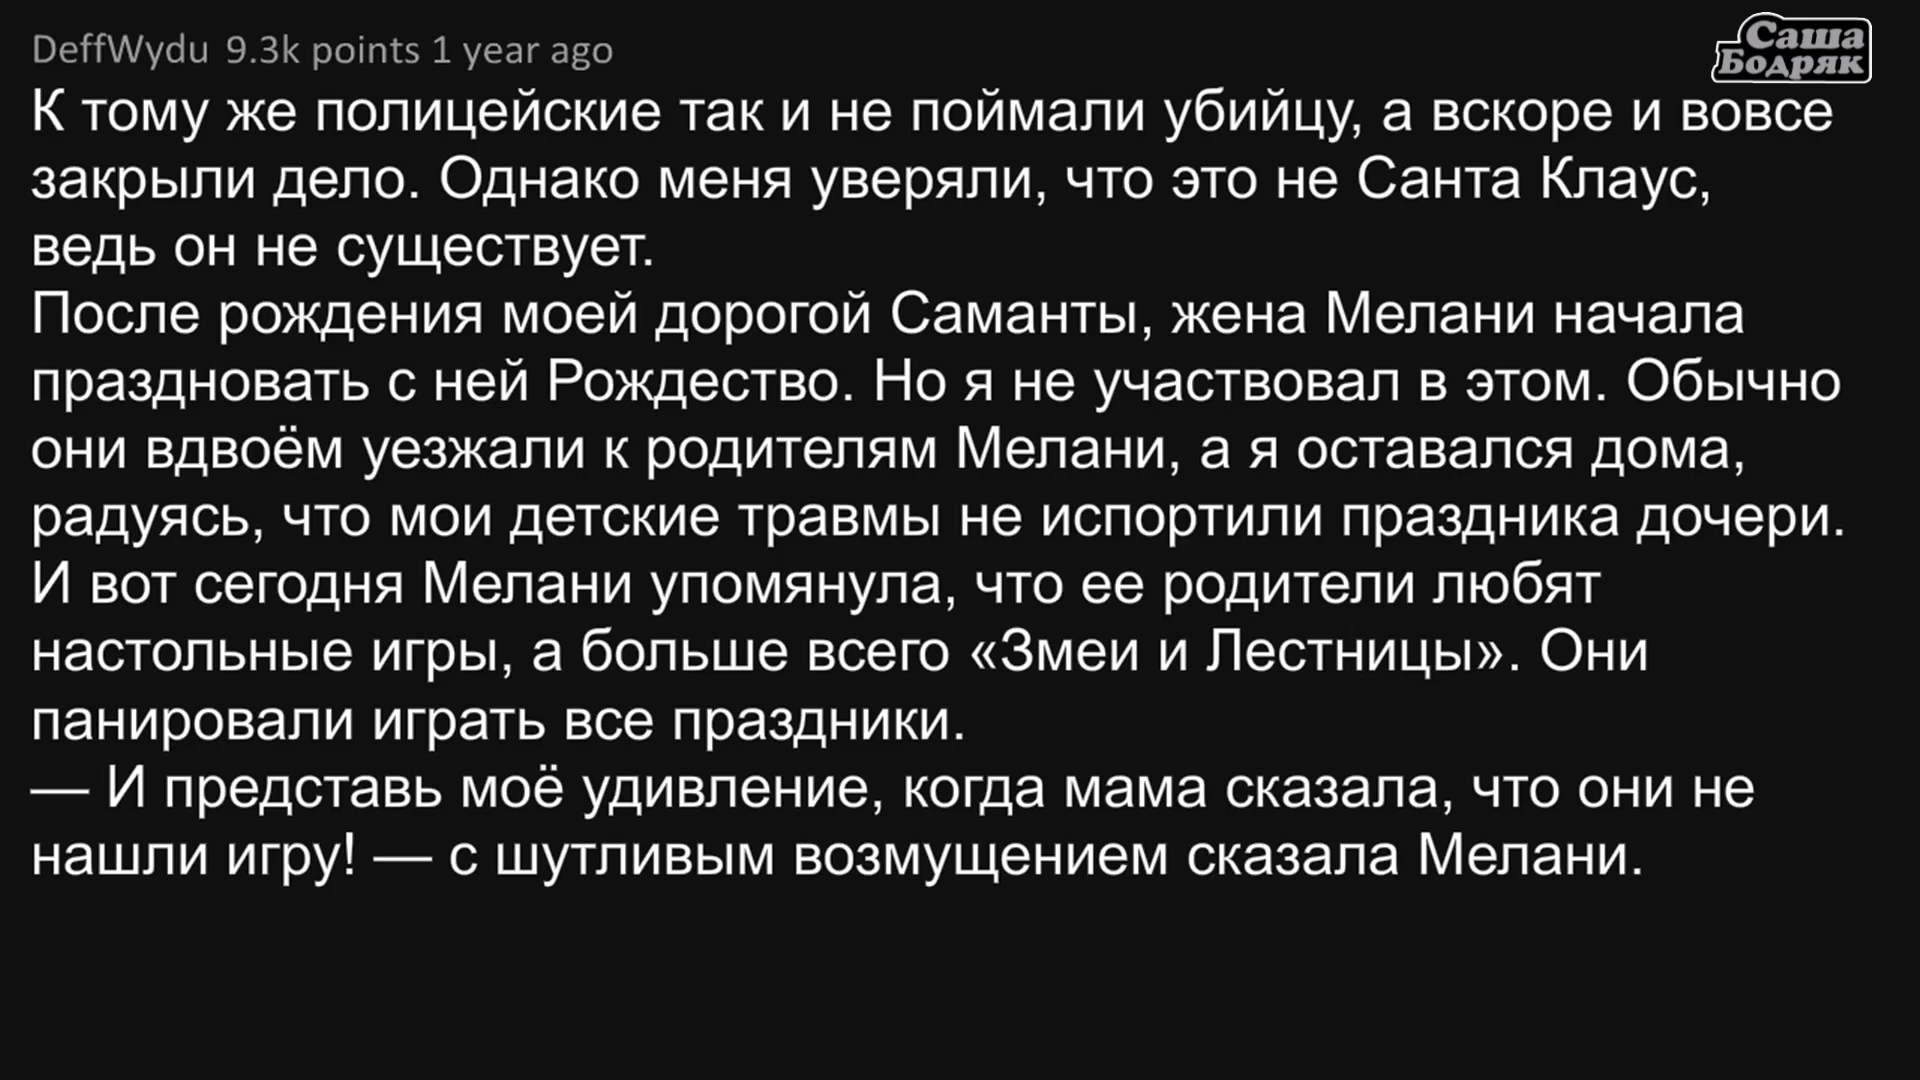 DeffWydu 9.3k points 1 year ago
Саша
Бодряк
К тому же полицейские так и не поймали убийцу, а вскоре и вовсе
закрыли дело. Однако меня уверяли, что это не Санта Клаус,
ведь он не существует.
После рождения моей дорогой Саманты, жена Мелани начала
праздновать с ней Рождество. Но я не участвовал в этом. Обычно
они вдвоём уезжали к родителям Мелани, а я оставался дома,
радуясь, что мои детские травмы не испортили праздника дочери.
И вот сегодня Мелани упомянула, что ее родители любят
настольные игры, а больше всего «Змеи и Лестницы». Они
панировали играть все праздники.
— И представь моё удивление, когда мама сказала, что они не
нашли игру! — с шутливым возмущением сказала Мелани.